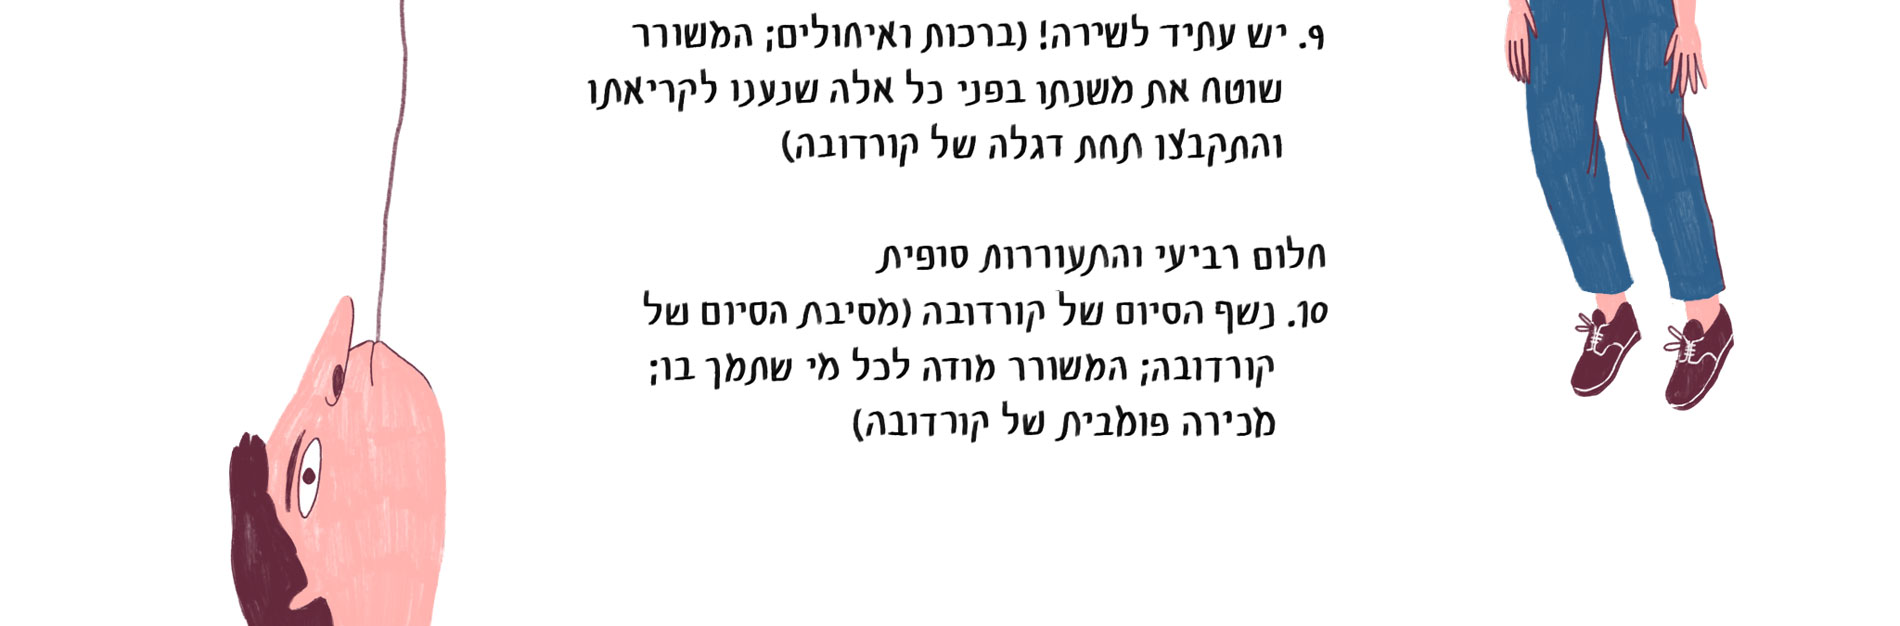 9. יש עתיד לשירה! (ברכות ואיחולים; המשורר
שוטח את משנתו בפני כל אלה שנענו לקריאתו
והתקבצו תחת דגלה של קורדובה)
חלום רביעי והתעוררות סופית
10. נשף הסיום של קורדובה (מסיבת הסיום של
קורדובה; המשורר מודה לכל מי שתמך בו;
מכירה פומבית של קורדובה)